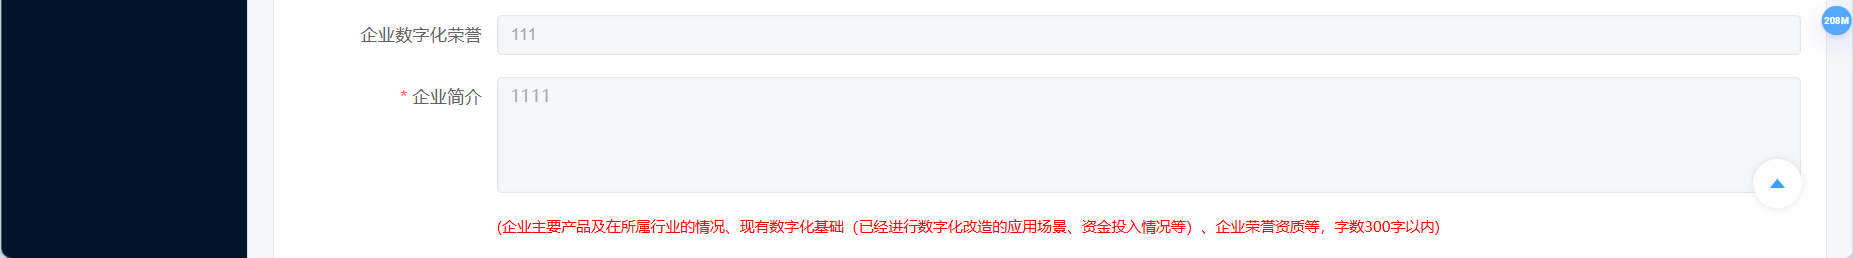 企业数字化荣誉 111
208M
* 企业简介 1111
(企业主要产品及在所属行业的情况、现有数字化基础（已经进行数字化改造的应用场景、资金投入情况等）、企业荣誉资质等，字数300字以内)